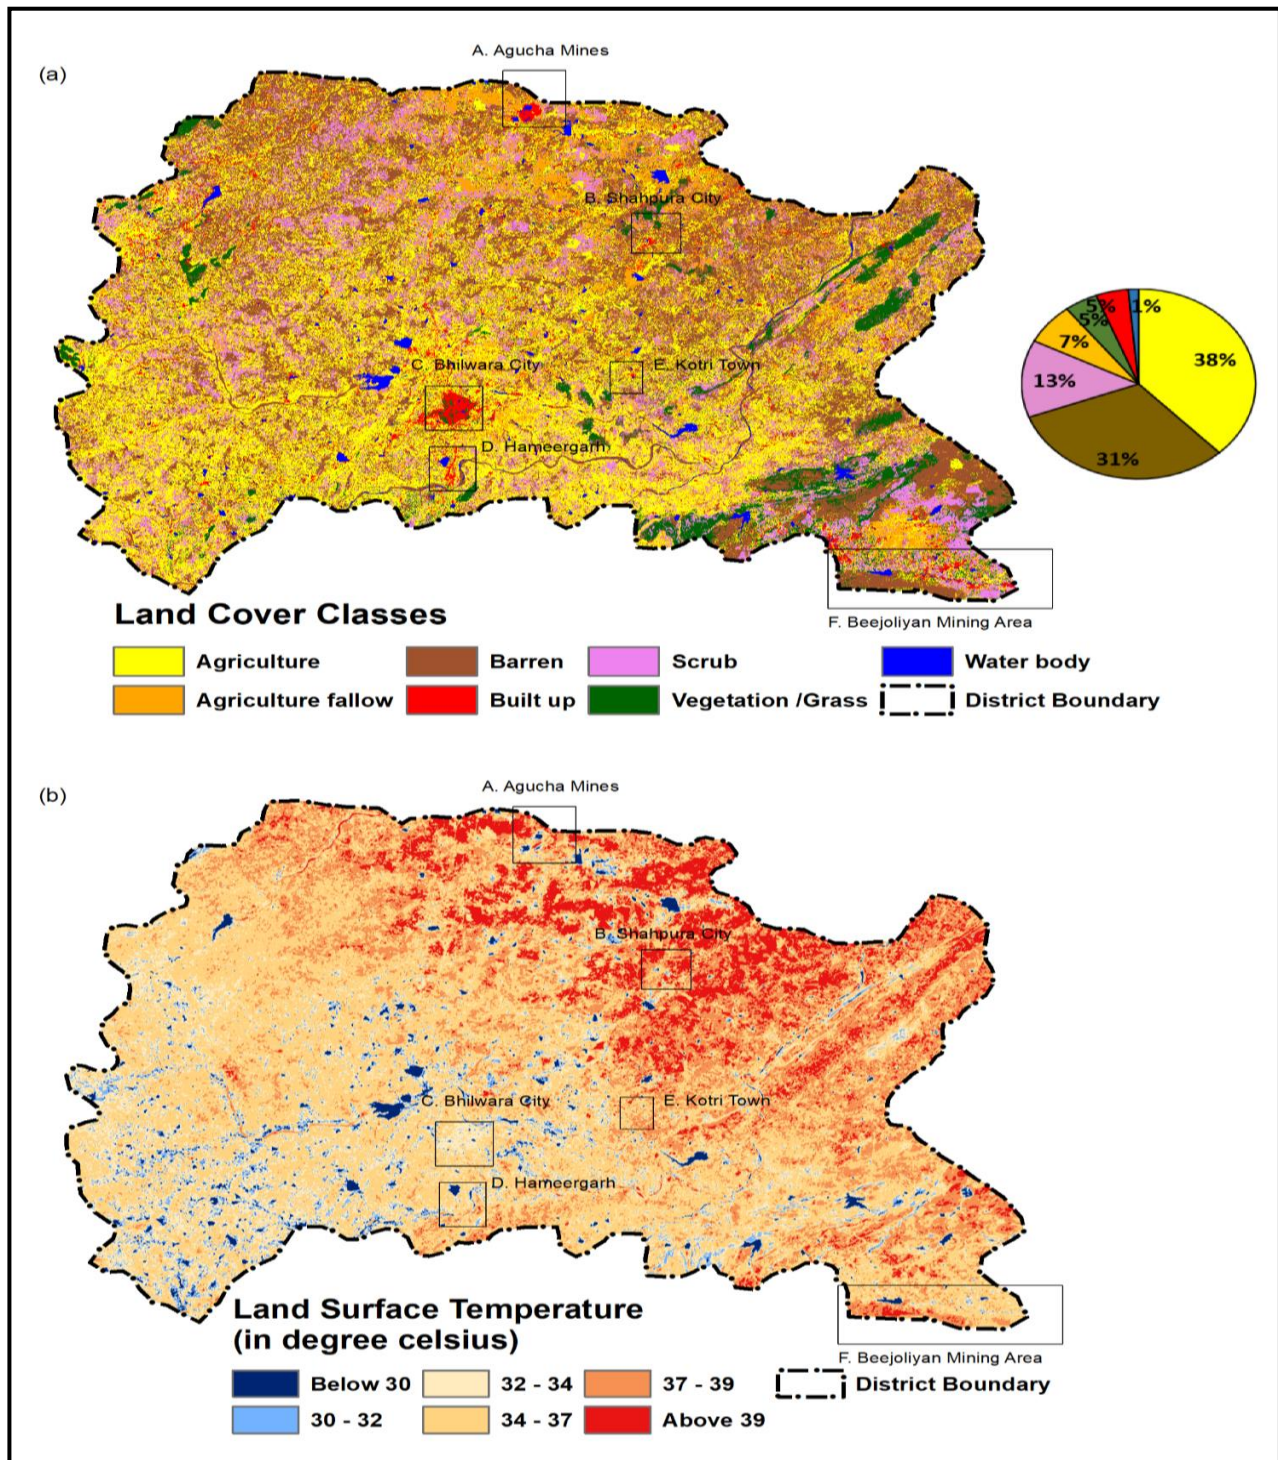 A. Agucha Mines
(a)
B. Shahpura City
C. Bhilwara City
E. Kotri Town
D. Hameergarh
5%
1%
5%
7%
38%
13%
31%
F. Beejoliyan Mining Area
Land Cover Classes
Agriculture
Barren
Scrub
Water body
Agriculture fallow
Built up
Vegetation /Grass
District Boundary
A. Agucha Mines
(b)
B. Shahpura City
C. Bhilwara City
E. Kotri Town
D. Hameergarh
F. Beejoliyan Mining Area
Land Surface Temperature
(in degree celsius)
Below 30
32 - 34
37 - 39
District Boundary
30 - 32
34 - 37
Above 39